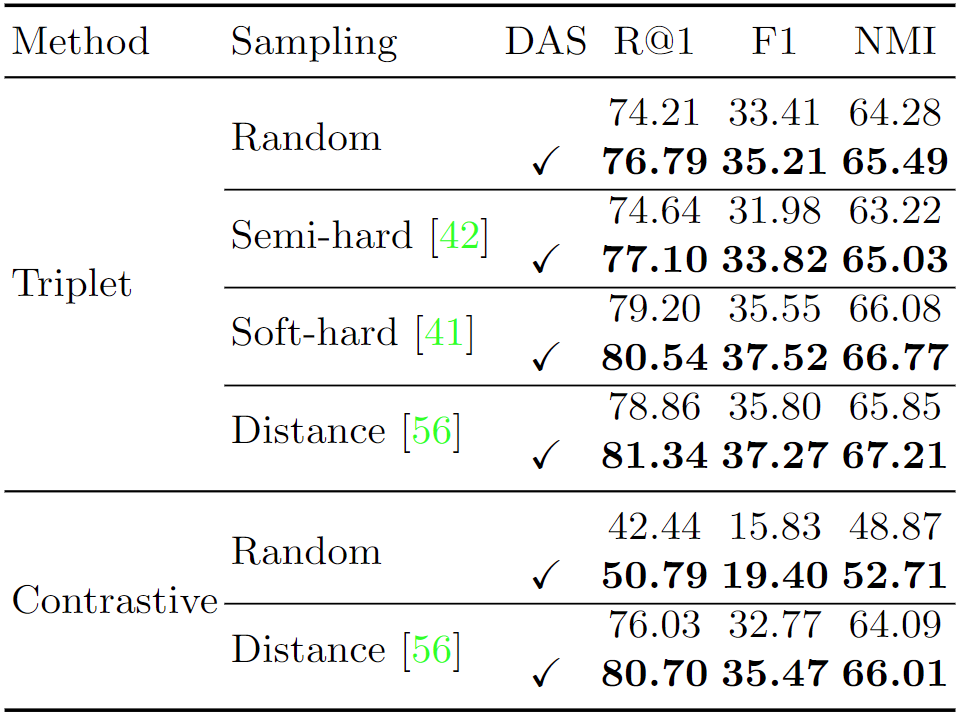 Method Sampling DAS R@1 F1 NMI
Triplet
Random
74.21 33.41 64.28
✓ 76.79 35.21 65.49
Semi-hard [42]
74.64 31.98 63.22
✓ 77.10 33.82 65.03
Soft-hard [41]
79.20 35.55 66.08
✓ 80.54 37.52 66.77
Distance [56]
78.86 35.80 65.85
✓ 81.34 37.27 67.21
Contrastive
Random
42.44 15.83 48.87
✓ 50.79 19.40 52.71
Distance [56]
76.03 32.77 64.09
✓ 80.70 35.47 66.01